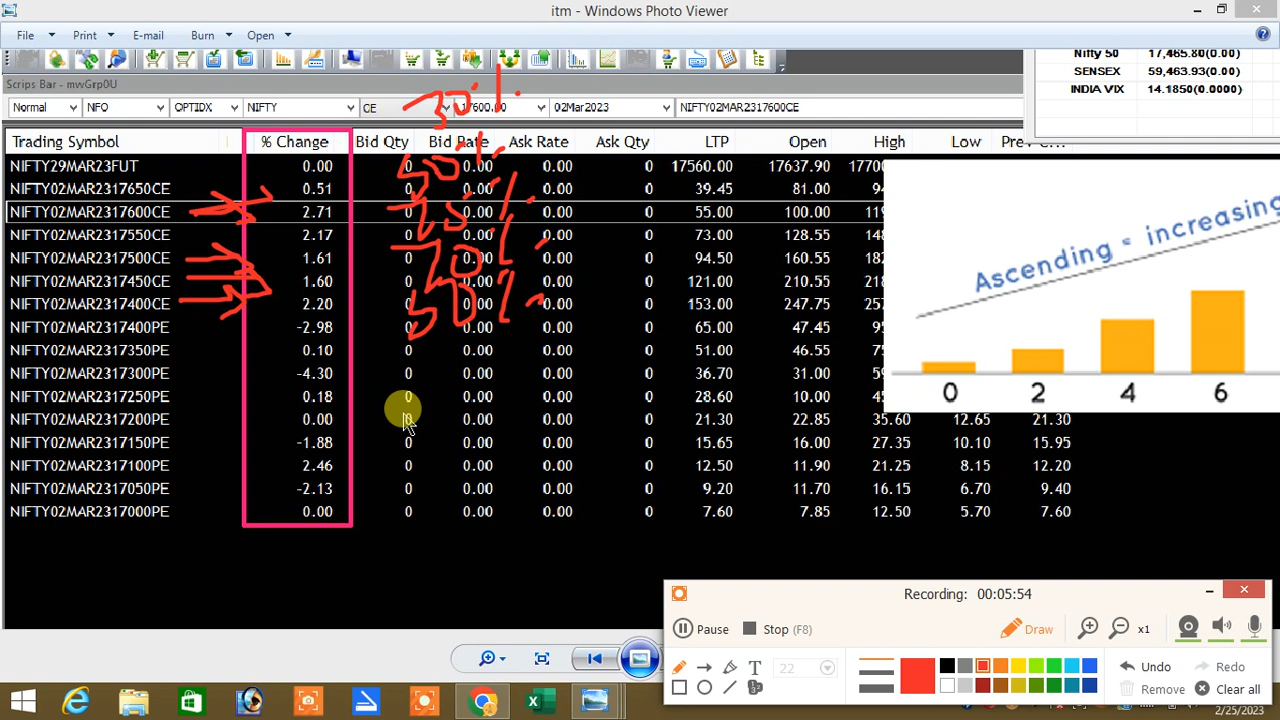 itm - Windows Photo Viewer
File Print E-mail Burn Open
Scrips Bar - mvvGrp0U
Normal NFO OPTIDX NIFTY CE 17600.00 02Mar2023 NIFTY02MAR2317600CE
Nifty 50 17,465.80(0.00)
SENSEX 59,463.93(0.00)
INDIA VIX 14.1850(0.0000)
30%
50%
25%
20%
50%
Trading Symbol % Change Bid Qty Bid Rate Ask Rate Ask Qty LTP Open High Low
NIFTY29MAR23FUT 0.00 0 0.00 0.00 0 17560.00 17637.90
NIFTY02MAR2317650CE 0.51 0 0.00 0.00 0 39.45 81.00
NIFTY02MAR2317600CE 2.71 0 0.00 0.00 0 55.00 100.00
NIFTY02MAR2317550CE 2.17 0 0.00 0.00 0 73.00 128.55
NIFTY02MAR2317500CE 1.61 0 0.00 0.00 0 94.50 160.55
NIFTY02MAR2317450CE 1.60 0 0.00 0.00 0 121.00 210.55
NIFTY02MAR2317400CE 2.20 0 0.00 0.00 0 153.00 247.75
NIFTY02MAR2317400PE -2.98 0 0.00 0.00 0 65.00 47.45
NIFTY02MAR2317350PE 0.10 0 0.00 0.00 0 51.00 46.55
NIFTY02MAR2317300PE -4.30 0 0.00 0.00 0 36.70 31.00
NIFTY02MAR2317250PE 0.18 0 0.00 0.00 0 28.60 10.00
NIFTY02MAR2317200PE 0.00 0 0.00 0.00 0 21.30 22.85 35.60 12.65 21.30
NIFTY02MAR2317150PE -1.88 0 0.00 0.00 0 15.65 16.00 27.35 10.10 15.95
NIFTY02MAR2317100PE 2.46 0 0.00 0.00 0 12.50 11.90 21.25 8.15 12.20
NIFTY02MAR2317050PE -2.13 0 0.00 0.00 0 9.20 11.70 16.15 6.70 9.40
NIFTY02MAR2317000PE 0.00 0 0.00 0.00 0 7.60 7.85 12.50 5.70 7.60
Ascending = increasing
0 2 4 6
Recording: 00:05:54
Pause Stop (F8) Draw x1
T 22 Undo Redo
Remove Clear all
2/25/2023